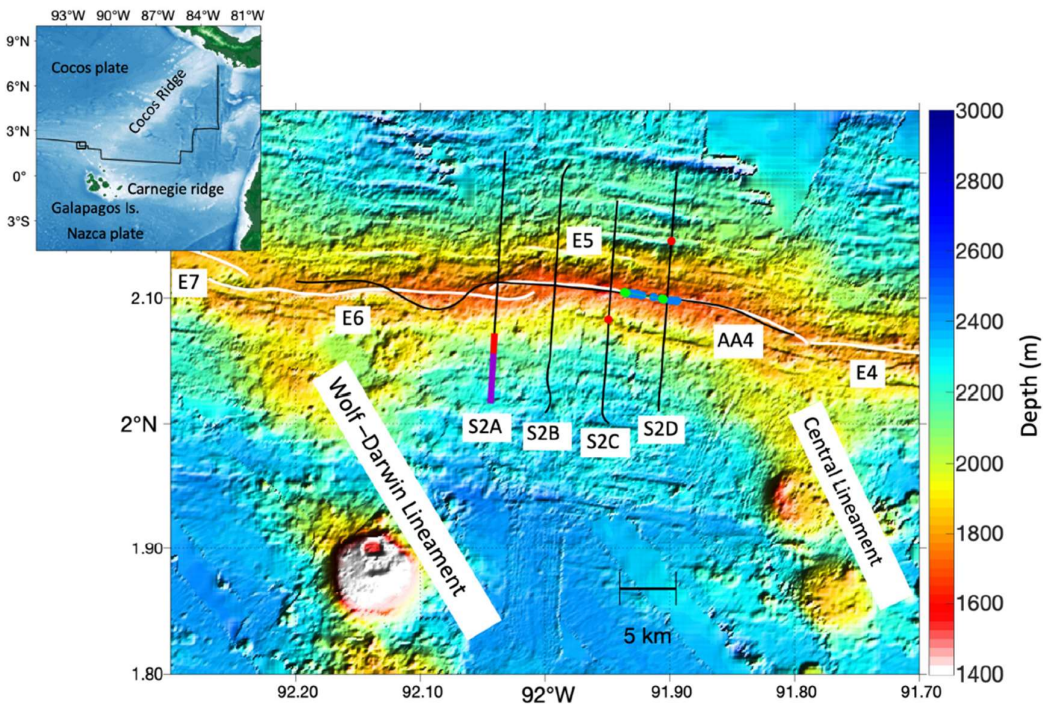 93°W 90°W 87°W 84°W 81°W
9°N
6°N
3°N
0°
3°S
Cocos plate
Cocos Ridge
Carnegie ridge
Galapagos Is.
Nazca plate
E7
E6
E5
AA4
E4
S2A
S2B
S2C
S2D
Wolf –Darwin Lineament
Central Lineament
5 km
2.10
2°N
1.90
1.80
92.20 92.10 92°W 91.90 91.80 91.70
3000
2800
2600
2400
2200
2000
1800
1600
1400
Depth (m)